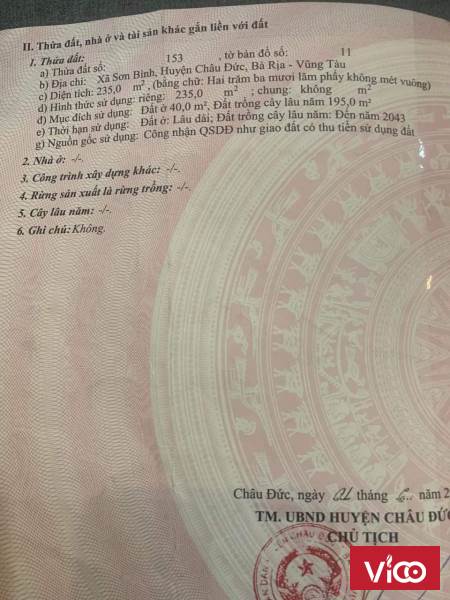 II. Thửa đất, nhà ở và tài sản khác gắn liền với đất
1. Thửa đất:
a) Thửa đất số: 153 , tờ bản đồ số: 11
b) Địa chỉ: Xã Sơn Bình, Huyện Châu Đức, Bà Rịa - Vũng Tàu
c) Diện tích: 235,0 m², (bằng chữ: Hai trăm ba mươi lăm phẩy không mét vuông)
d) Hình thức sử dụng: riêng: 235,0 m² ; chung: không m²
đ) Mục đích sử dụng: Đất ở 40,0 m², Đất trồng cây lâu năm 195,0 m²
e) Thời hạn sử dụng: Đất ở: Lâu dài; Đất trồng cây lâu năm: Đến năm 2043
g) Nguồn gốc sử dụng: Công nhận QSDĐ như giao đất có thu tiền sử dụng đất
2. Nhà ở: -/-.
3. Công trình xây dựng khác: -/-.
4. Rừng sản xuất là rừng trồng: -/-.
5. Cây lâu năm: -/-.
6. Ghi chú: Không.
Châu Đức, ngày tháng năm 2
TM. UBND HUYỆN CHÂU ĐỨC
CHỦ TỊCH
ViCO